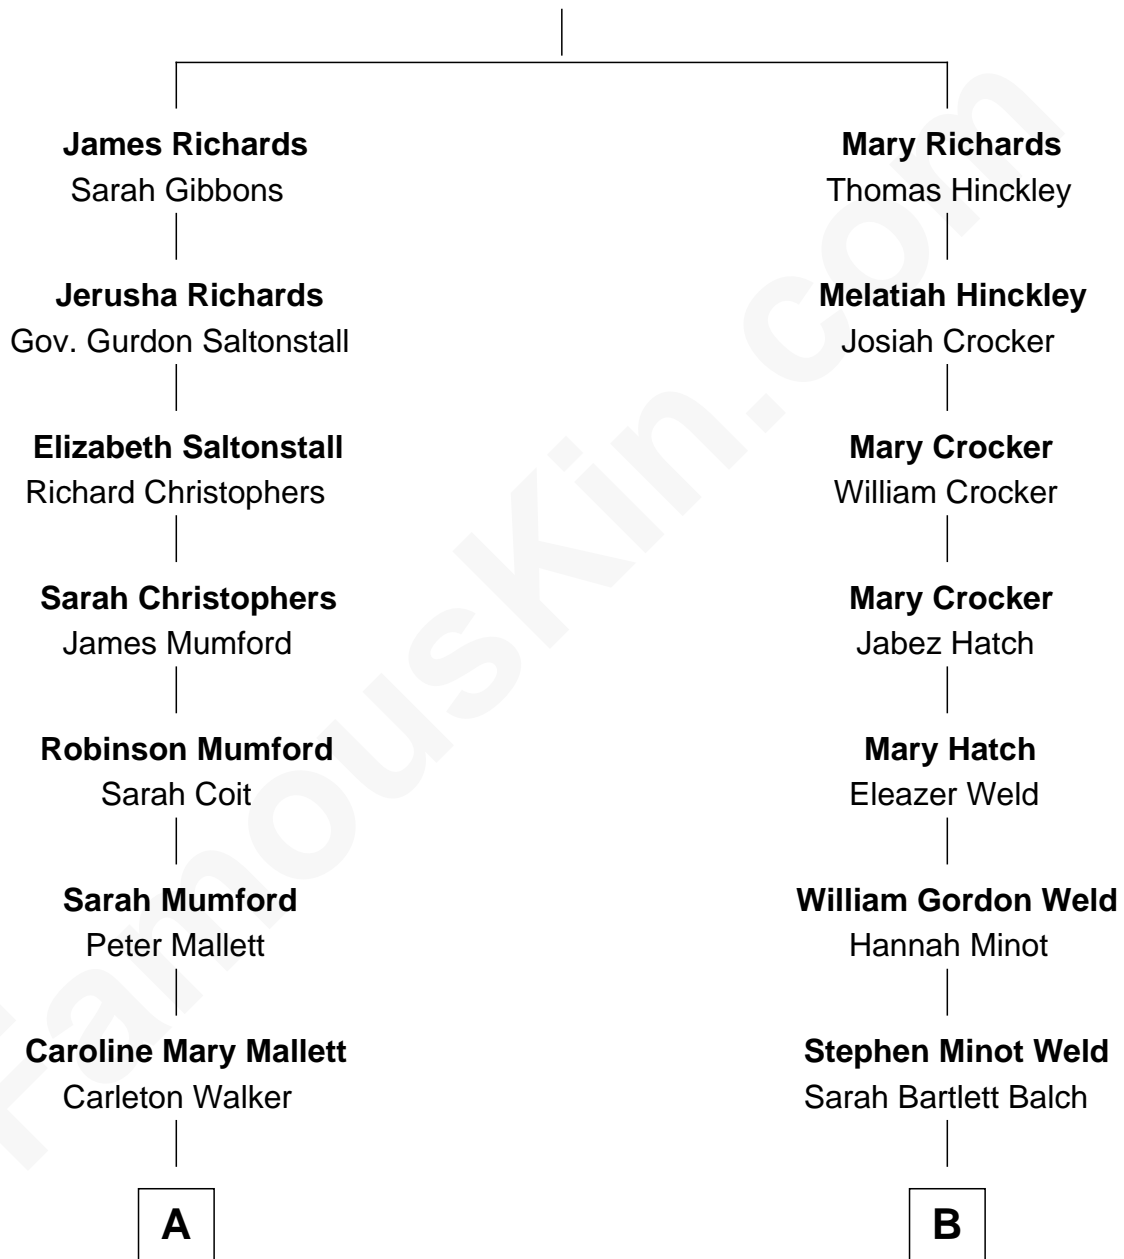 James Richards
Sarah Gibbons
Mary Richards
Thomas Hinckley
Jerusha Richards
Gov. Gurdon Saltonstall
Melatiah Hinckley
Josiah Crocker
Elizabeth Saltonstall
Richard Christophers
Mary Crocker
William Crocker
Sarah Christophers
James Mumford
Mary Crocker
Jabez Hatch
Robinson Mumford
Sarah Coit
Mary Hatch
Eleazer Weld
Sarah Mumford
Peter Mallett
William Gordon Weld
Hannah Minot
Caroline Mary Mallett
Carleton Walker
Stephen Minot Weld
Sarah Bartlett Balch
A
B
FamousKin.com